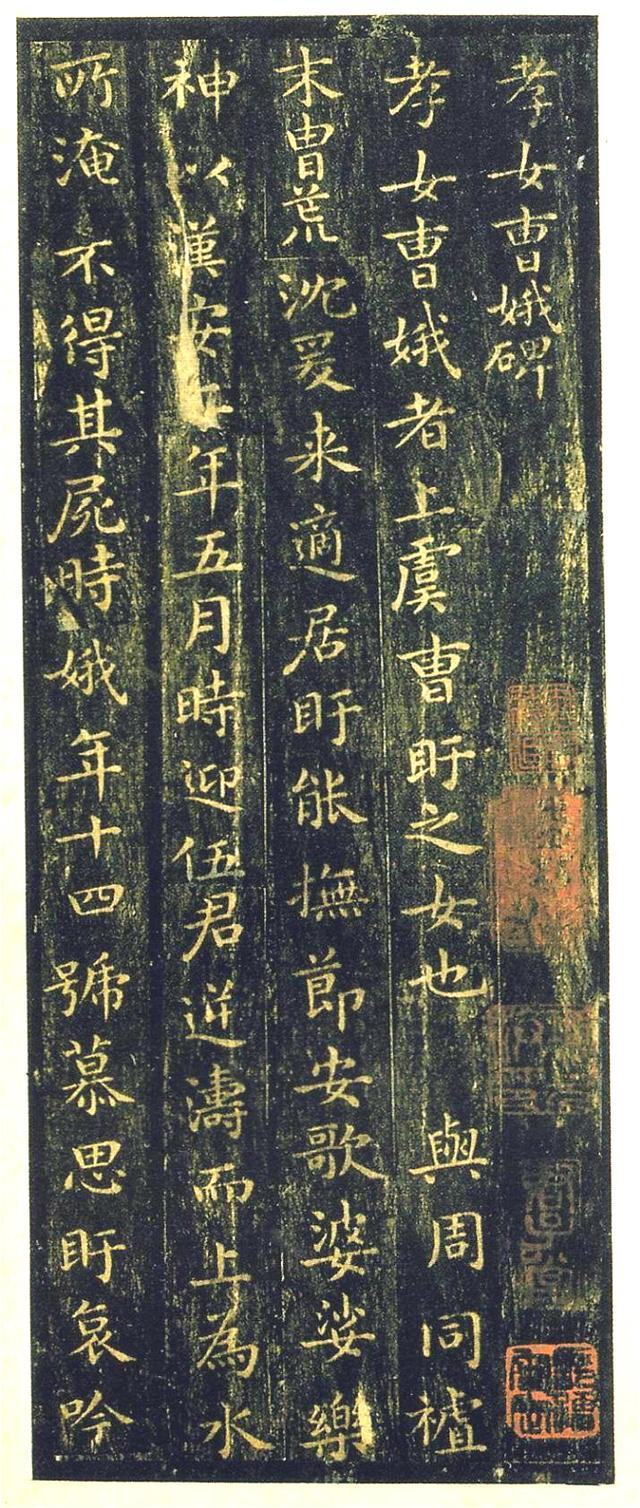 孝女曹娥碑
孝女曹娥者上虞曹盱之女也 與周同祖
末胄荒沈爰来適居盱能撫節安歌婆娑樂
神以漢安二年五月時迎伍君逆濤而上為水
所淹不得其屍時娥年十四號慕思盱哀吟